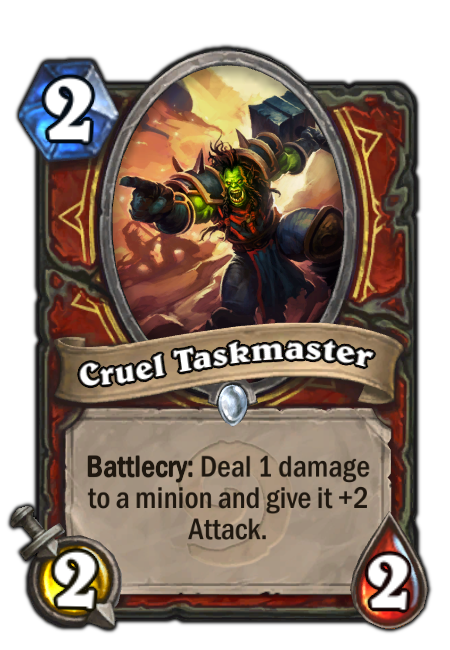 2
Cruel Taskmaster
Battlecry: Deal 1 damage
to a minion and give it +2
Attack.
2
2